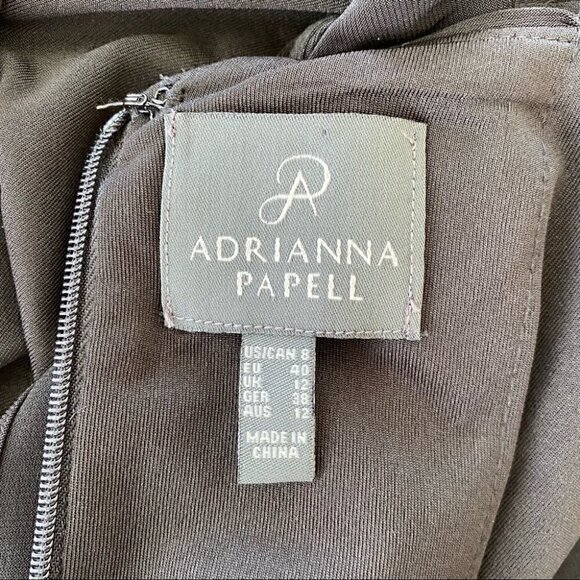 ADRIANNA
PAPELL
US/CAN 8
EU 40
UK 12
GER 38
AUS 12
MADE IN
CHINA